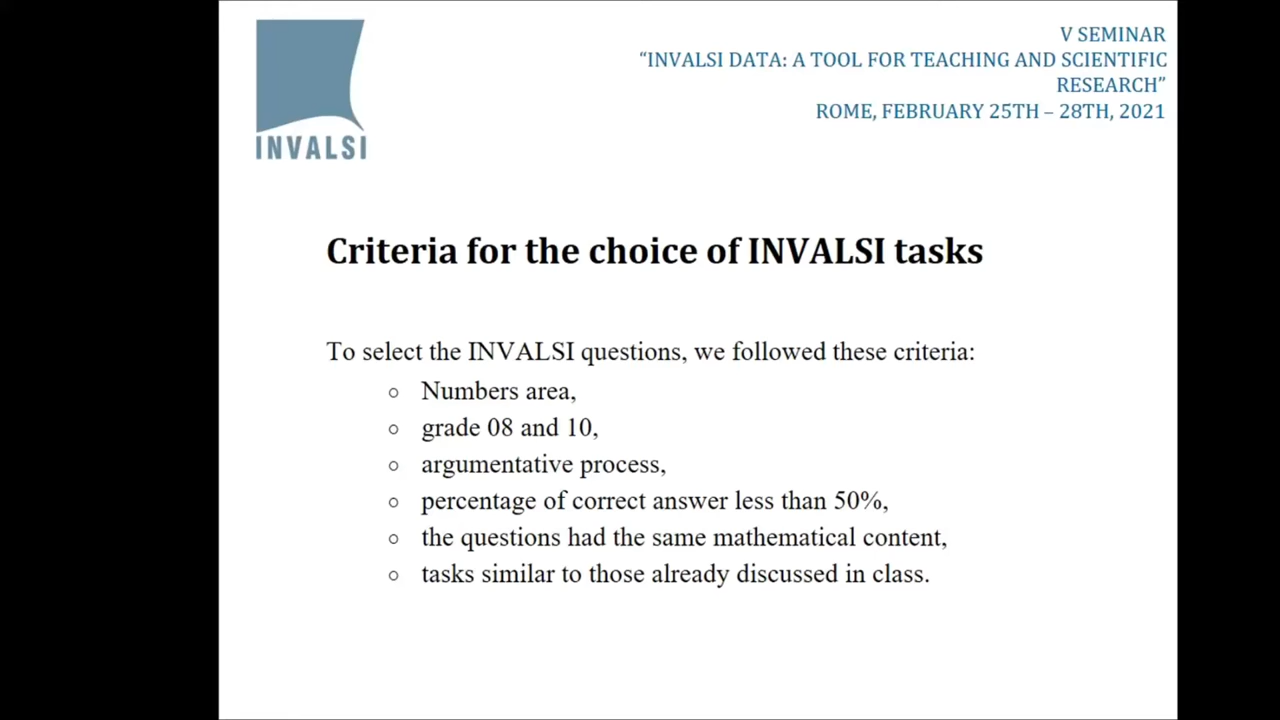 INVALSI
V SEMINAR
“INVALSI DATA: A TOOL FOR TEACHING AND SCIENTIFIC
RESEARCH”
ROME, FEBRUARY 25TH – 28TH, 2021
Criteria for the choice of INVALSI tasks
To select the INVALSI questions, we followed these criteria:
○ Numbers area,
○ grade 08 and 10,
○ argumentative process,
○ percentage of correct answer less than 50%,
○ the questions had the same mathematical content,
○ tasks similar to those already discussed in class.